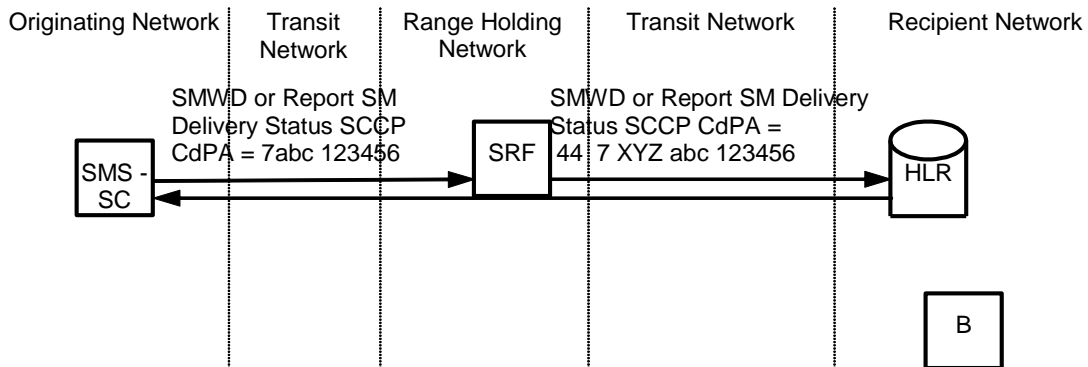 Originating Network
Transit
Network
Range Holding
Network
Transit Network
Recipient Network
SMWD or Report SM
Delivery Status SCCP
CdPA = 7abc 123456
SMWD or Report SM Delivery
Status SCCP CdPA =
44 7 XYZ abc 123456
SMS -
SC
SRF
HLR
B